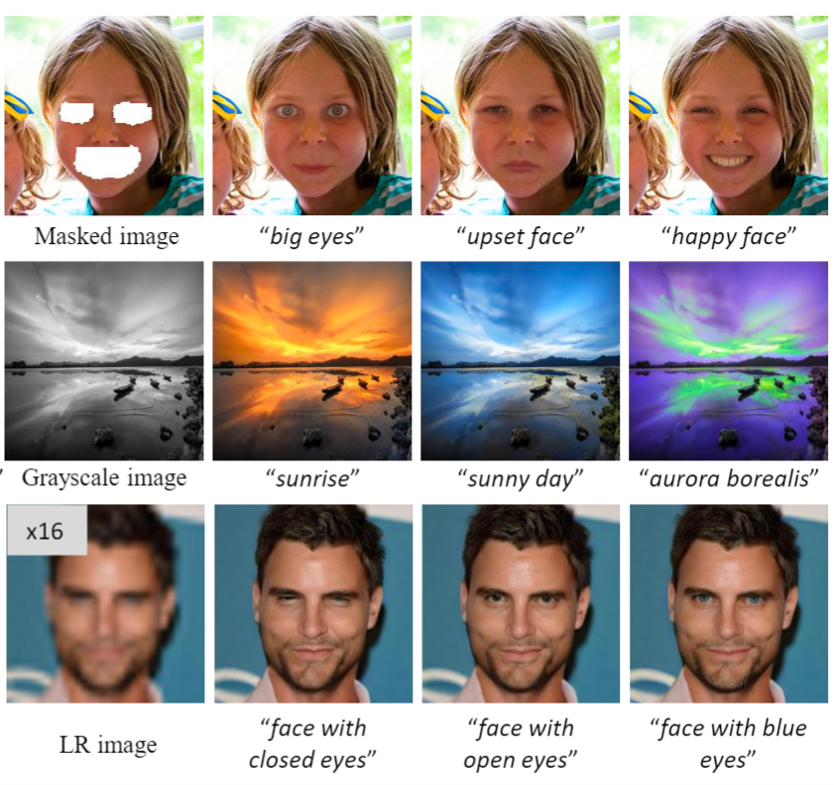 Masked image
“big eyes”
“upset face”
“happy face”
” Grayscale image
“sunrise”
“sunny day”
“aurora borealis”
x16
LR image
“face with
closed eyes”
“face with
open eyes”
“face with blue
eyes”